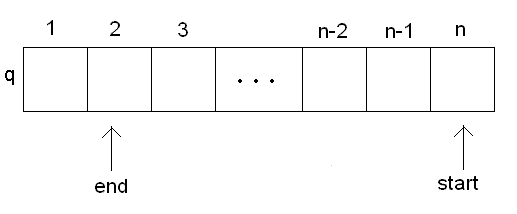 1 2 3 n-2 n-1 n
q ...
end start